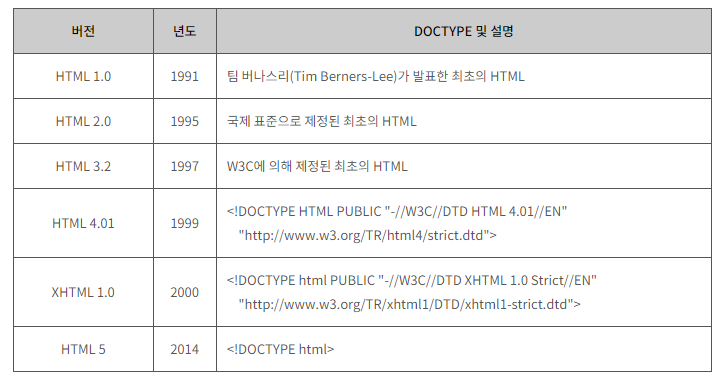 버전 년도 DOCTYPE 및 설명
HTML 1.0 1991 팀 버나스리(Tim Berners-Lee)가 발표한 최초의 HTML
HTML 2.0 1995 국제 표준으로 제정된 최초의 HTML
HTML 3.2 1997 W3C에 의해 제정된 최초의 HTML
HTML 4.01 1999 <!DOCTYPE HTML PUBLIC "-//W3C//DTD HTML 4.01//EN"
"http://www.w3.org/TR/html4/strict.dtd">
XHTML 1.0 2000 <!DOCTYPE html PUBLIC "-//W3C//DTD XHTML 1.0 Strict//EN"
"http://www.w3.org/TR/xhtml1/DTD/xhtml1-strict.dtd">
HTML 5 2014 <!DOCTYPE html>